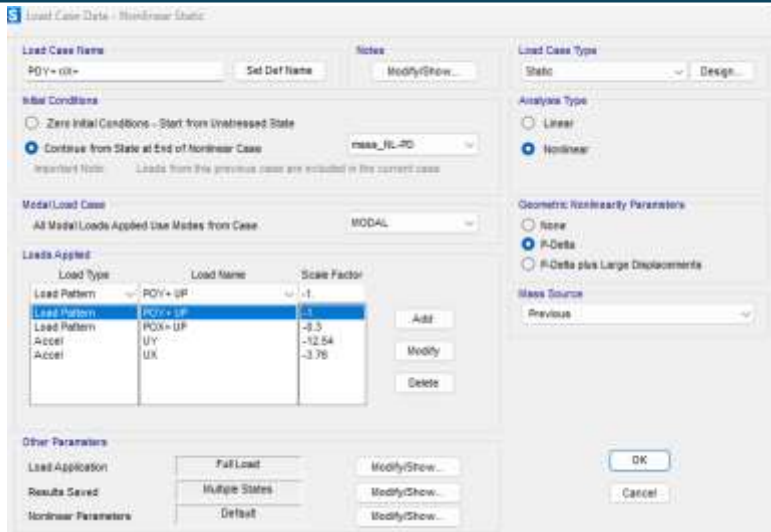 Load Case Data - Nonlinear Static
Load Case Name
Notes
Load Case Type
Set Def Name
Modify/Show...
Static
Design...
Initial Conditions
Analysis Type
Zero Initial Conditions - Start from Unstressed State
Linear
Continue from State at End of Nonlinear Case
Nonlinear
Important Note: Loads from this previous case are included in the current case
Modal Load Case
Geometric Nonlinearity Parameters
All Modal Loads Applied Use Modes from Case
MODAL
None
P-Delta
P-Delta plus Large Displacements
Loads Applied
Load Type
Load Name
Scale Factor
Load Pattern
POY+ UP
-1.
Mass Source
Previous
Load Pattern
POY+ UP
-1.
Load Pattern
POX+ UP
-0.3
Accel
UY
-12.54
Accel
UX
-3.76
Add
Modify
Delete
Other Parameters
Load Application
Full Load
Modify/Show...
Results Saved
Multiple States
Modify/Show...
Nonlinear Parameters
Default
Modify/Show...
OK
Cancel